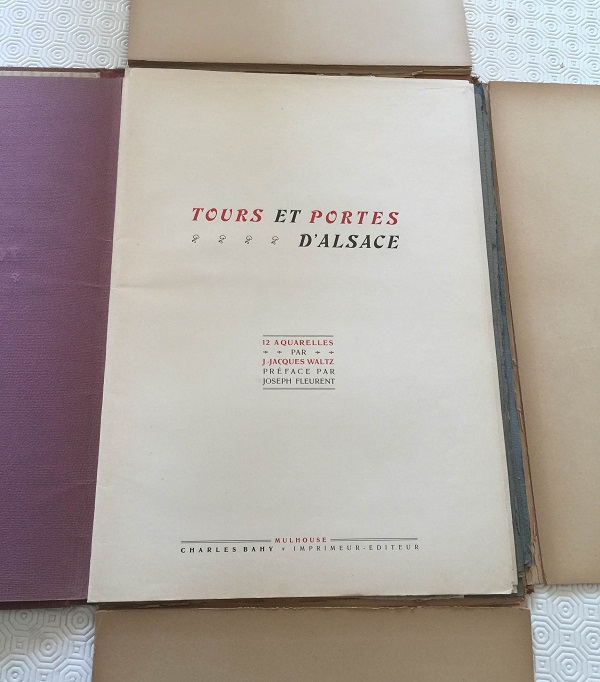 TOURS ET PORTES
D'ALSACE
12 AQUARELLES
PAR
J.-JACQUES WALTZ
PRÉFACE PAR
JOSEPH FLEURENT
MULHOUSE
CHARLES BAHY * IMPRIMEUR-EDITEUR